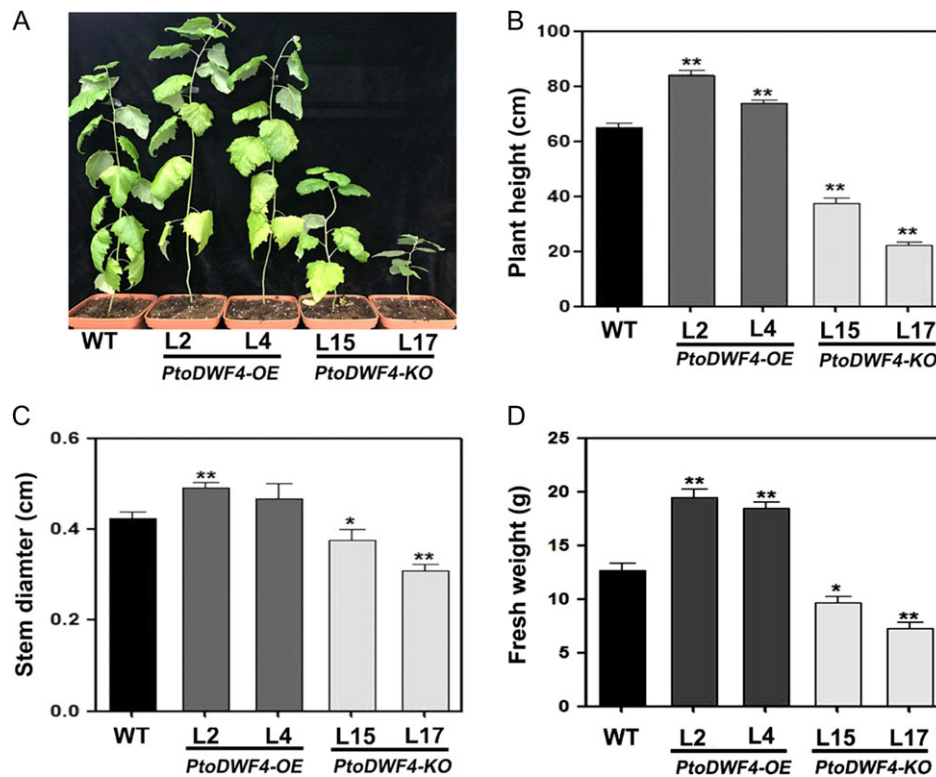 A
WT L2 L4 L15 L17
PtoDWF4-OE PtoDWF4-KO
B
Plant height (cm)
100
80
60
40
20
0
** ** ** **
WT L2 L4 L15 L17
PtoDWF4-OE PtoDWF4-KO
C
Stem diamter (cm)
0.6
0.4
0.2
0.0
** * **
WT L2 L4 L15 L17
PtoDWF4-OE PtoDWF4-KO
D
Fresh weight (g)
25
20
15
10
5
0
** ** * **
WT L2 L4 L15 L17
PtoDWF4-OE PtoDWF4-KO